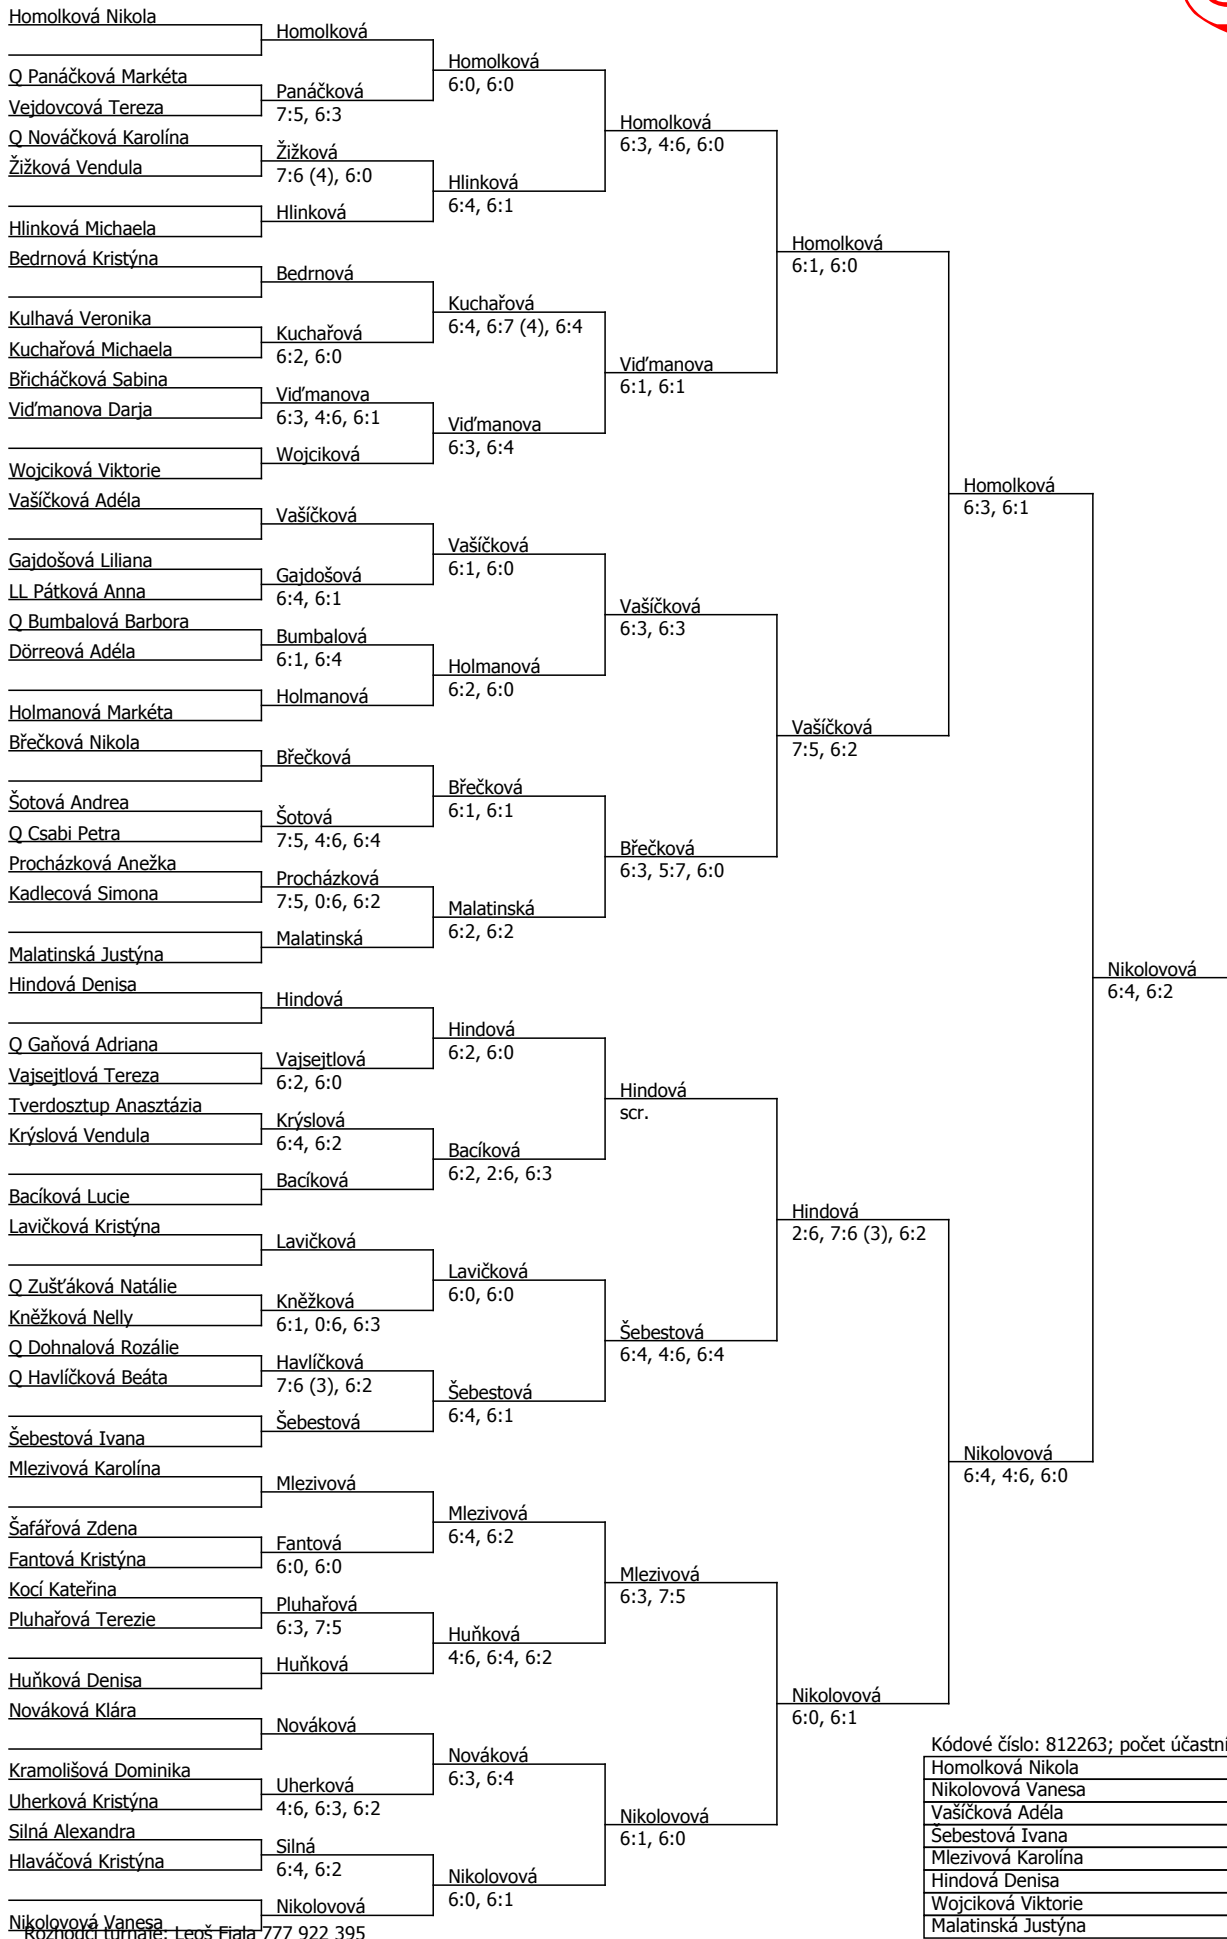 Homolková Nikola
Homolková
Homolková
6:0, 6:0
Q Panáčková Markéta
Panáčková
7:5, 6:3
Vejdovcová Tereza
Homolková
6:3, 4:6, 6:0
Q Nováčková Karolína
Žižková
7:6 (4), 6:0
Žižková Vendula
Hlinková
6:4, 6:1
Hlinková
Hlinková Michaela
Homolková
6:1, 6:0
Bedrnová Kristýna
Bedrnová
Kuchařová
6:4, 6:7 (4), 6:4
Kulhavá Veronika
Kuchařová
6:2, 6:0
Kuchařová Michaela
Viďmanova
6:1, 6:1
Břicháčková Sabina
Viďmanova
6:3, 4:6, 6:1
Viďmanova Darja
Viďmanova
6:3, 6:4
Wojciková
Wojciková Viktorie
Homolková
6:3, 6:1
Vašíčková Adéla
Vašíčková
Vašíčková
6:1, 6:0
Gajdošová Liliana
Gajdošová
6:4, 6:1
LL Pátková Anna
Vašíčková
6:3, 6:3
Q Bumbalová Barbora
Bumbalová
6:1, 6:4
Dörreová Adéla
Holmanová
6:2, 6:0
Holmanová
Holmanová Markéta
Vašíčková
7:5, 6:2
Břečková Nikola
Břečková
Břečková
6:1, 6:1
Šotová Andrea
Šotová
7:5, 4:6, 6:4
Q Csabi Petra
Břečková
6:3, 5:7, 6:0
Procházková Anežka
Procházková
7:5, 0:6, 6:2
Kadlecová Simona
Malatinská
6:2, 6:2
Malatinská
Malatinská Justýna
Nikolovová
6:4, 6:2
Hindová Denisa
Hindová
Hindová
6:2, 6:0
Q Gaňová Adriana
Vajsejtlová
6:2, 6:0
Vajsejtlová Tereza
Hindová
scr.
Tverdosztup Anasztázia
Krýslová
6:4, 6:2
Krýslová Vendula
Bacíková
6:2, 2:6, 6:3
Bacíková
Bacíková Lucie
Hindová
2:6, 7:6 (3), 6:2
Lavičková Kristýna
Lavičková
Lavičková
6:0, 6:0
Q Zušťáková Natálie
Kněžková
6:1, 0:6, 6:3
Kněžková Nelly
Šebestová
6:4, 4:6, 6:4
Q Dohnalová Rozálie
Havlíčková
7:6 (3), 6:2
Q Havlíčková Beáta
Šebestová
6:4, 6:1
Šebestová
Šebestová Ivana
Nikolovová
6:4, 4:6, 6:0
Mlezivová Karolína
Mlezivová
Mlezivová
6:4, 6:2
Šafářová Zdena
Fantová
6:0, 6:0
Fantová Kristýna
Mlezivová
6:3, 7:5
Kocí Kateřina
Pluhařová
6:3, 7:5
Pluhařová Terezie
Huňková
4:6, 6:4, 6:2
Huňková
Huňková Denisa
Nikolovová
6:0, 6:1
Nováková Klára
Nováková
Nováková
6:3, 6:4
Kramolišová Dominika
Uherková
4:6, 6:3, 6:2
Uherková Kristýna
Nikolovová
6:1, 6:0
Silná Alexandra
Silná
6:4, 6:2
Hlaváčová Kristýna
Nikolovová
6:0, 6:1
Nikolovová
Nikolovová Vanesa
Rozhodčí turnaje: Leoš Fiala 777 922 395
Kódové číslo: 812263; počet účastní
Homolková Nikola
Nikolovová Vanesa
Vašíčková Adéla
Šebestová Ivana
Mlezivová Karolína
Hindová Denisa
Wojciková Viktorie
Malatinská Justýna